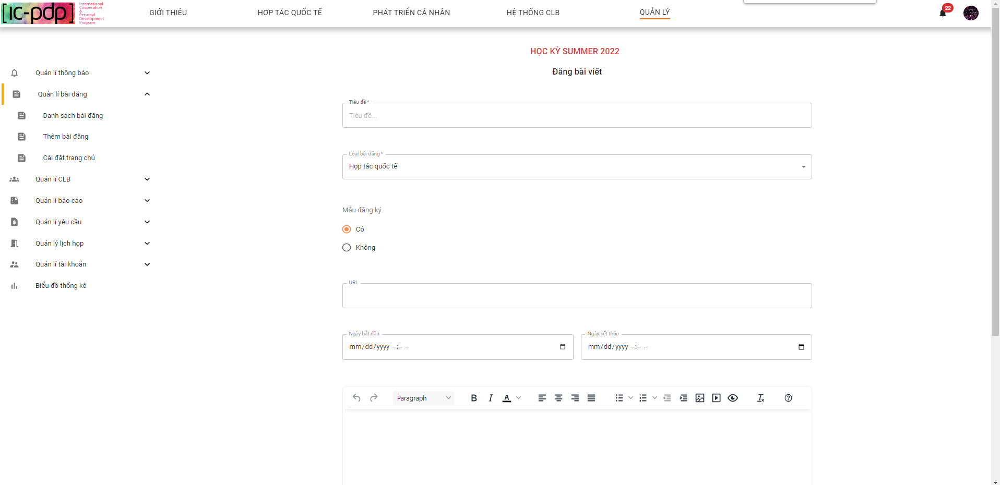 [ic-pdp]
International
Cooperation
&
Personal
Development
Program
GIỚI THIỆU
HỢP TÁC QUỐC TẾ
PHÁT TRIỂN CÁ NHÂN
HỆ THỐNG CLB
QUẢN LÝ
22
Quản lí thông báo
Quản lí bài đăng
Danh sách bài đăng
Thêm bài đăng
Cài đặt trang chủ
Quản lí CLB
Quản lí báo cáo
Quản lí yêu cầu
Quản lý lịch họp
Quản lí tài khoản
Biểu đồ thống kê
HỌC KỲ SUMMER 2022
Đăng bài viết
Tiêu đề *
Tiêu đề...
Loại bài đăng *
Hợp tác quốc tế
Mẫu đăng ký
Có
Không
URL
Ngày bắt đầu
mm/dd/yyyy --:-- --
Ngày kết thúc
mm/dd/yyyy --:-- --
Paragraph